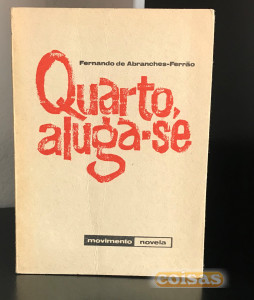 Fernando de Abranches-Ferrão
Quarto,
aluga-se
movimento novela
coisas